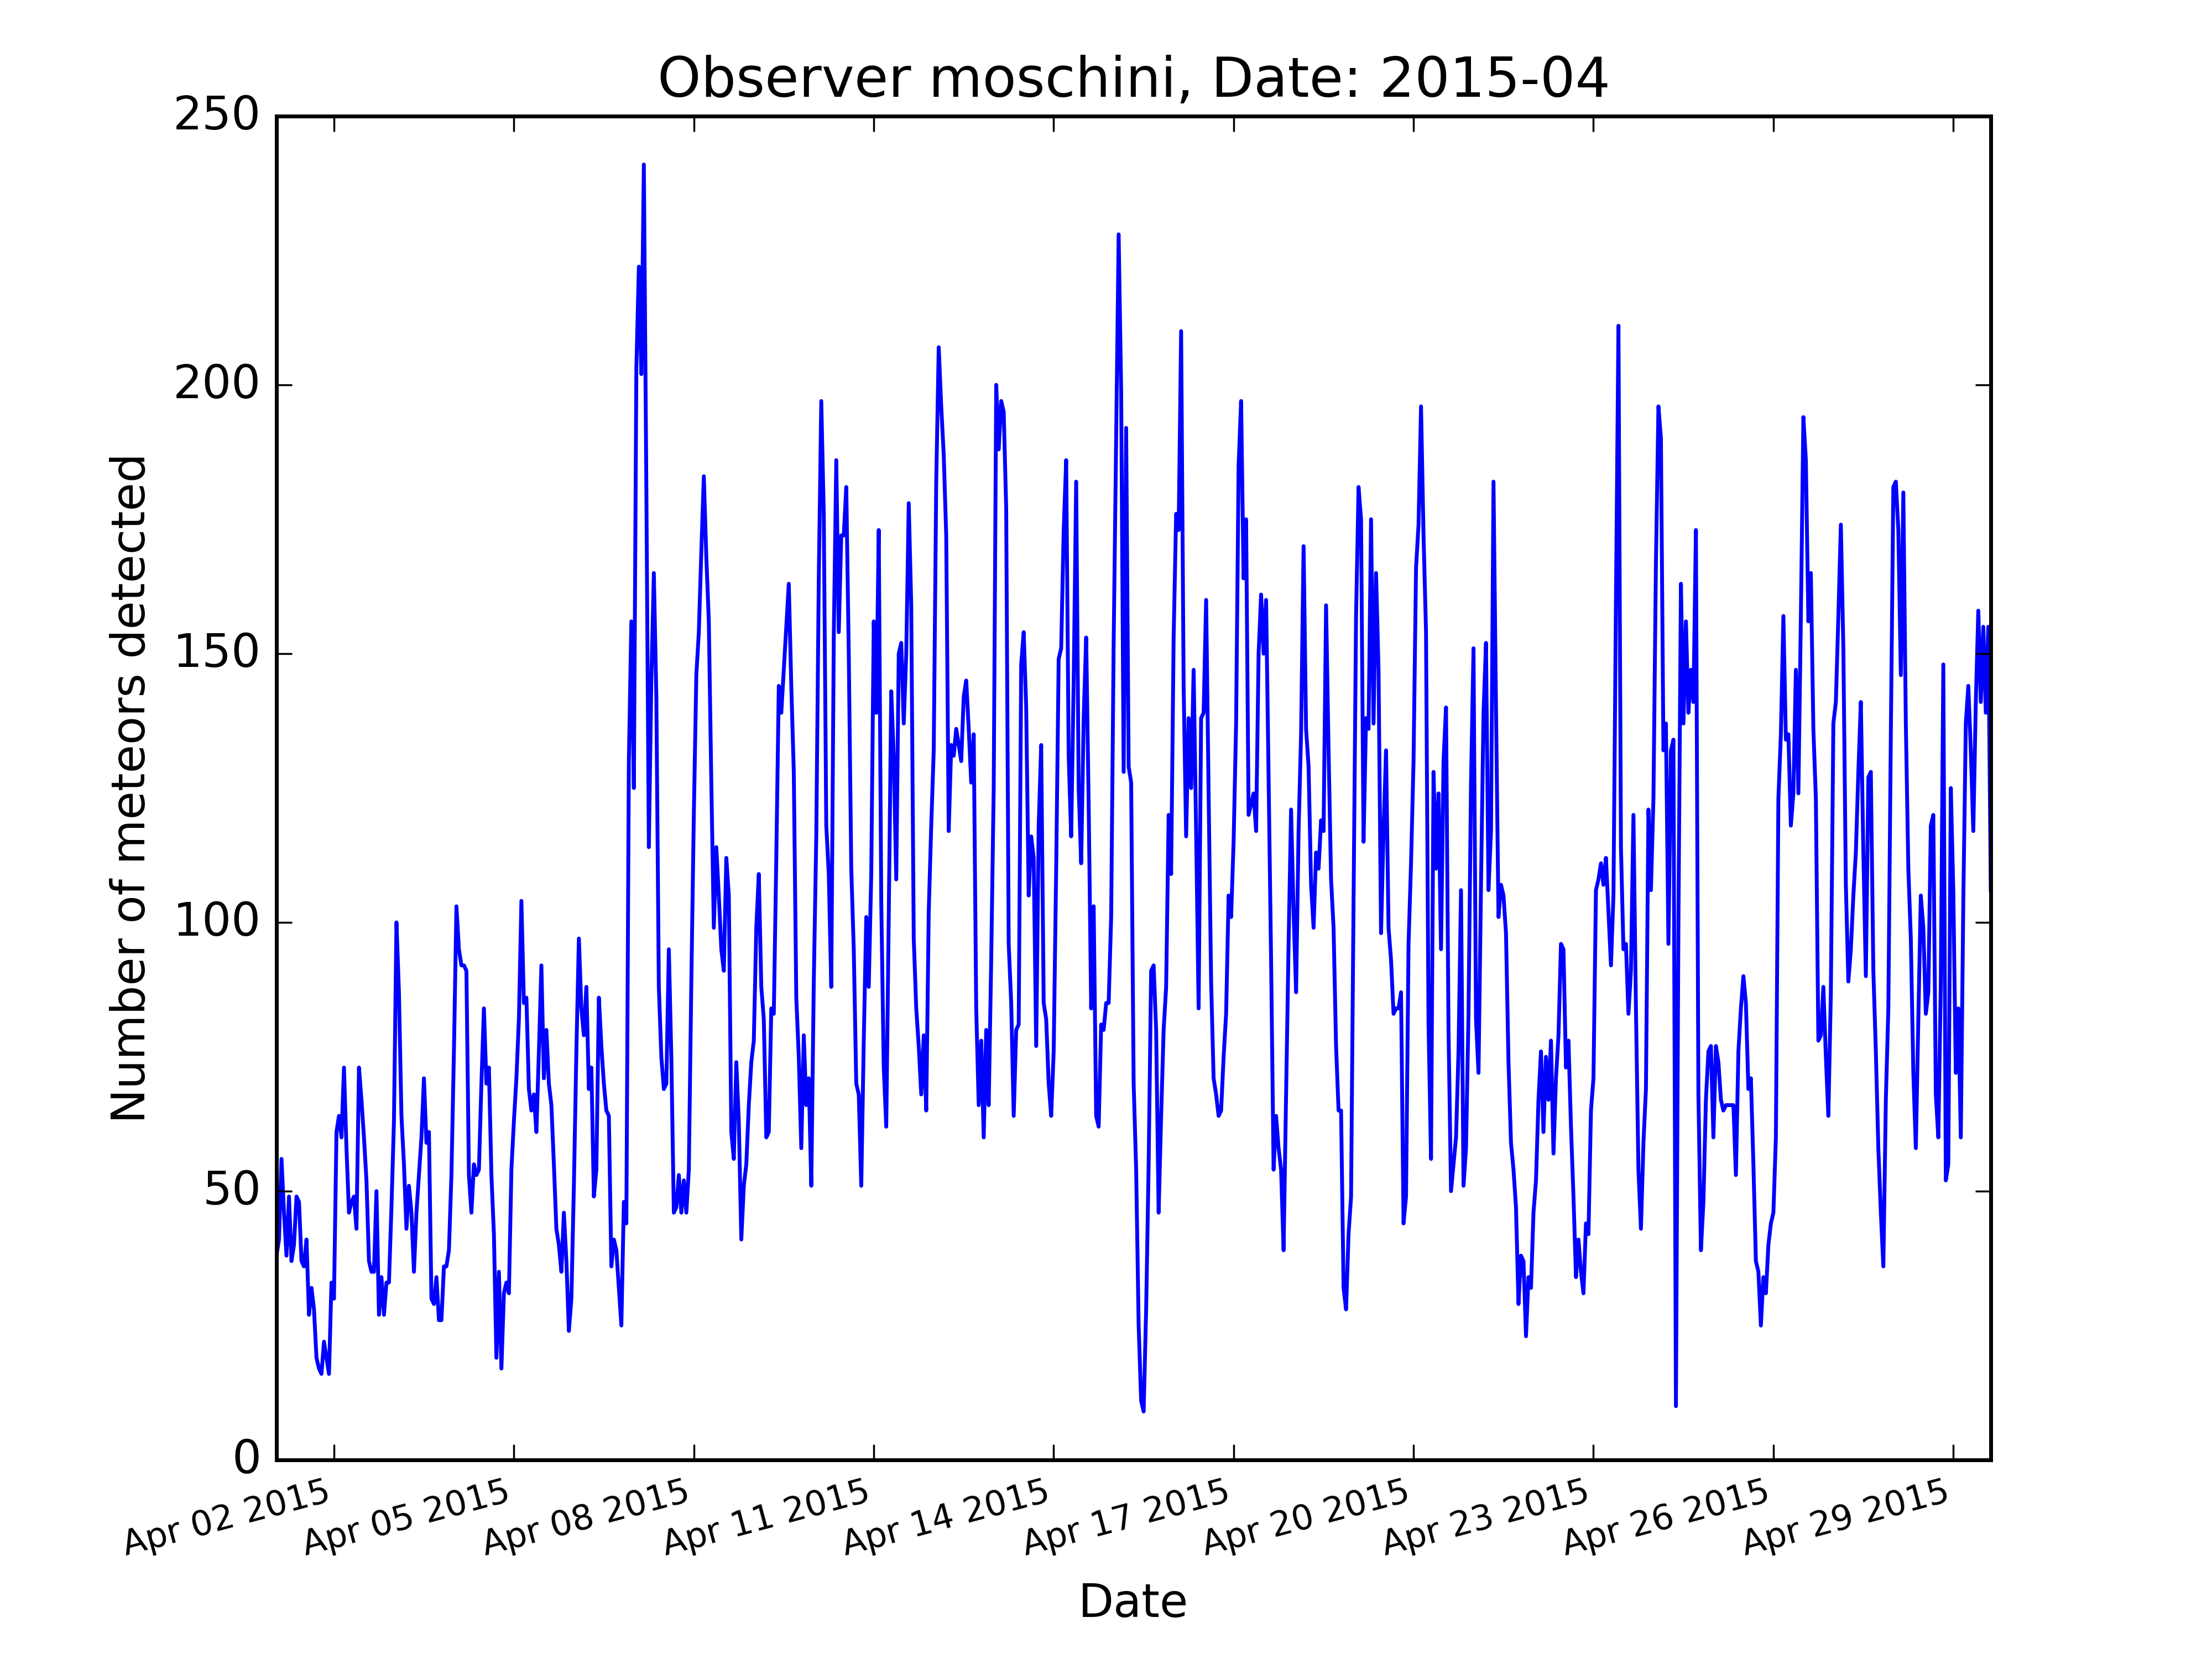 Observer moschini, Date: 2015-04
250
200
150
100
50
0
Number of meteors detected
Apr 02 2015
Apr 05 2015
Apr 08 2015
Apr 11 2015
Apr 14 2015
Apr 17 2015
Apr 20 2015
Apr 23 2015
Apr 26 2015
Apr 29 2015
Date